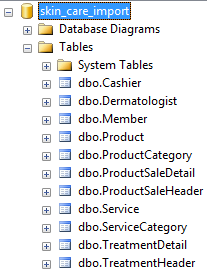 skin_care_import
Database Diagrams
Tables
System Tables
dbo.Cashier
dbo.Dermatologist
dbo.Member
dbo.Product
dbo.ProductCategory
dbo.ProductSaleDetail
dbo.ProductSaleHeader
dbo.Service
dbo.ServiceCategory
dbo.TreatmentDetail
dbo.TreatmentHeader